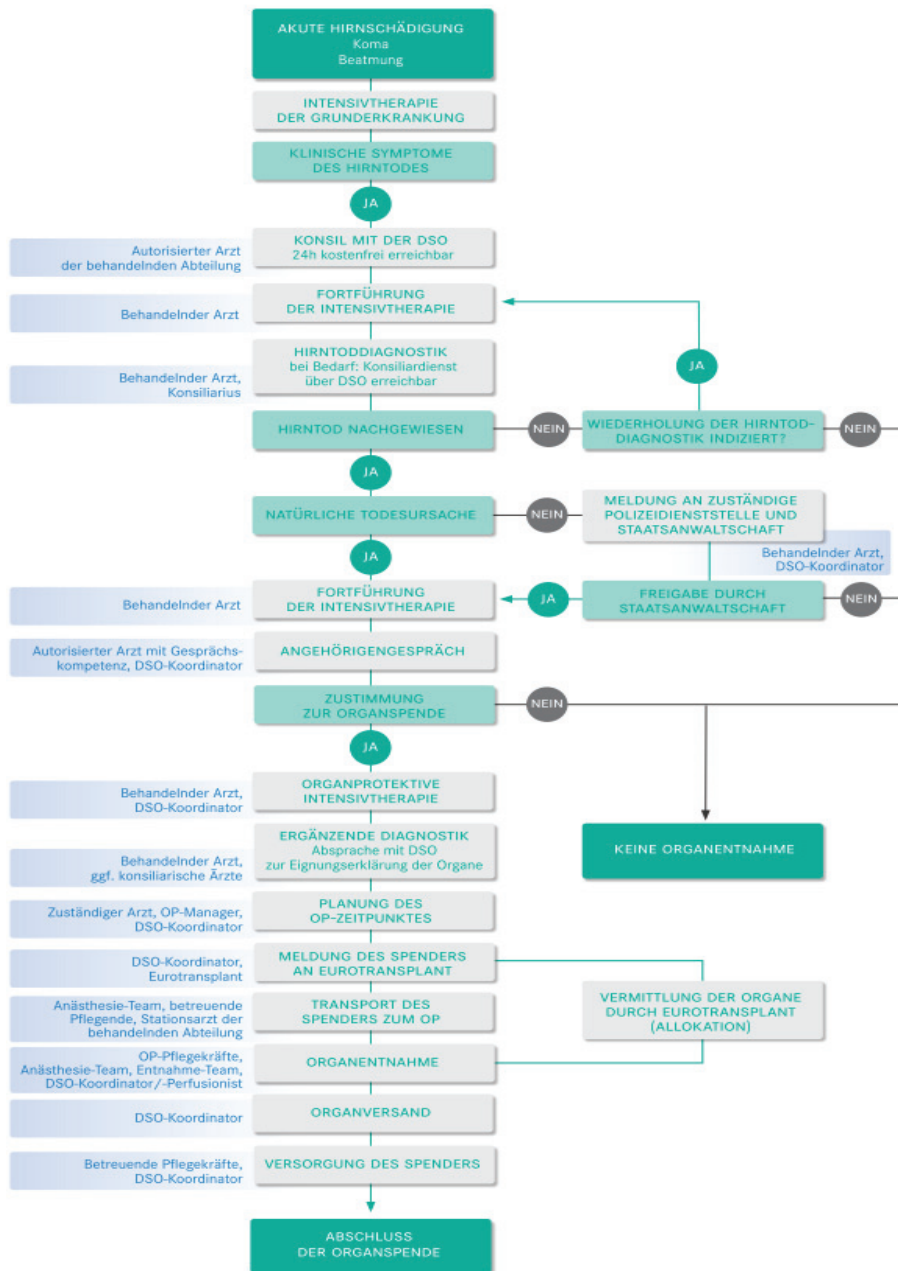 AKUTE HIRNSCHÄDIGUNG
Koma
Beatmung
INTENSIVTHERAPIE
DER GRUNDERKRANKUNG
KLINISCHE SYMPTOME
DES HIRNTODES
JA
Autorisierter Arzt
der behandelnden Abteilung
KONSIL MIT DER DSO
24h kostenfrei erreichbar
Behandelnder Arzt
FORTFÜHRUNG
DER INTENSIVTHERAPIE
Behandelnder Arzt,
Konsiliarius
HIRNTODDIAGNOSTIK
bei Bedarf: Konsiliardienst
über DSO erreichbar
JA
HIRNTOD NACHGEWIESEN
NEIN
WIEDERHOLUNG DER HIRNTOD-
DIAGNOSTIK INDIZIERT?
NEIN
JA
NATÜRLICHE TODESURSACHE
NEIN
MELDUNG AN ZUSTÄNDIGE
POLIZEIDIENSTSTELLE UND
STAATSANWALTSCHAFT
Behandelnder Arzt,
DSO-Koordinator
JA
Behandelnder Arzt
FORTFÜHRUNG
DER INTENSIVTHERAPIE
JA
FREIGABE DURCH
STAATSANWALTSCHAFT
NEIN
Autorisierter Arzt mit Gesprächs-
kompetenz, DSO-Koordinator
ANGEHÖRIGENGESPRÄCH
ZUSTIMMUNG
ZUR ORGANSPENDE
NEIN
JA
Behandelnder Arzt,
DSO-Koordinator
ORGANPROTEKTIVE
INTENSIVTHERAPIE
Behandelnder Arzt,
ggf. konsiliarische Ärzte
ERGÄNZENDE DIAGNOSTIK
Absprache mit DSO
zur Eignungserklärung der Organe
KEINE ORGANENTNAHME
Zuständiger Arzt, OP-Manager,
DSO-Koordinator
PLANUNG DES
OP-ZEITPUNKTES
DSO-Koordinator,
Eurotransplant
MELDUNG DES SPENDERS
AN EUROTRANSPLANT
Anästhesie-Team, betreuende
Pflegende, Stationsarzt der
behandelnden Abteilung
TRANSPORT DES
SPENDERS ZUM OP
VERMITTLUNG DER ORGANE
DURCH EUROTRANSPLANT
(ALLOKATION)
OP-Pflegekräfte,
Anästhesie-Team, Entnahme-Team,
DSO-Koordinator/-Perfusionist
ORGANENTNAHME
DSO-Koordinator
ORGANVERSAND
Betreuende Pflegekräfte,
DSO-Koordinator
VERSORGUNG DES SPENDERS
ABSCHLUSS
DER ORGANSPENDE